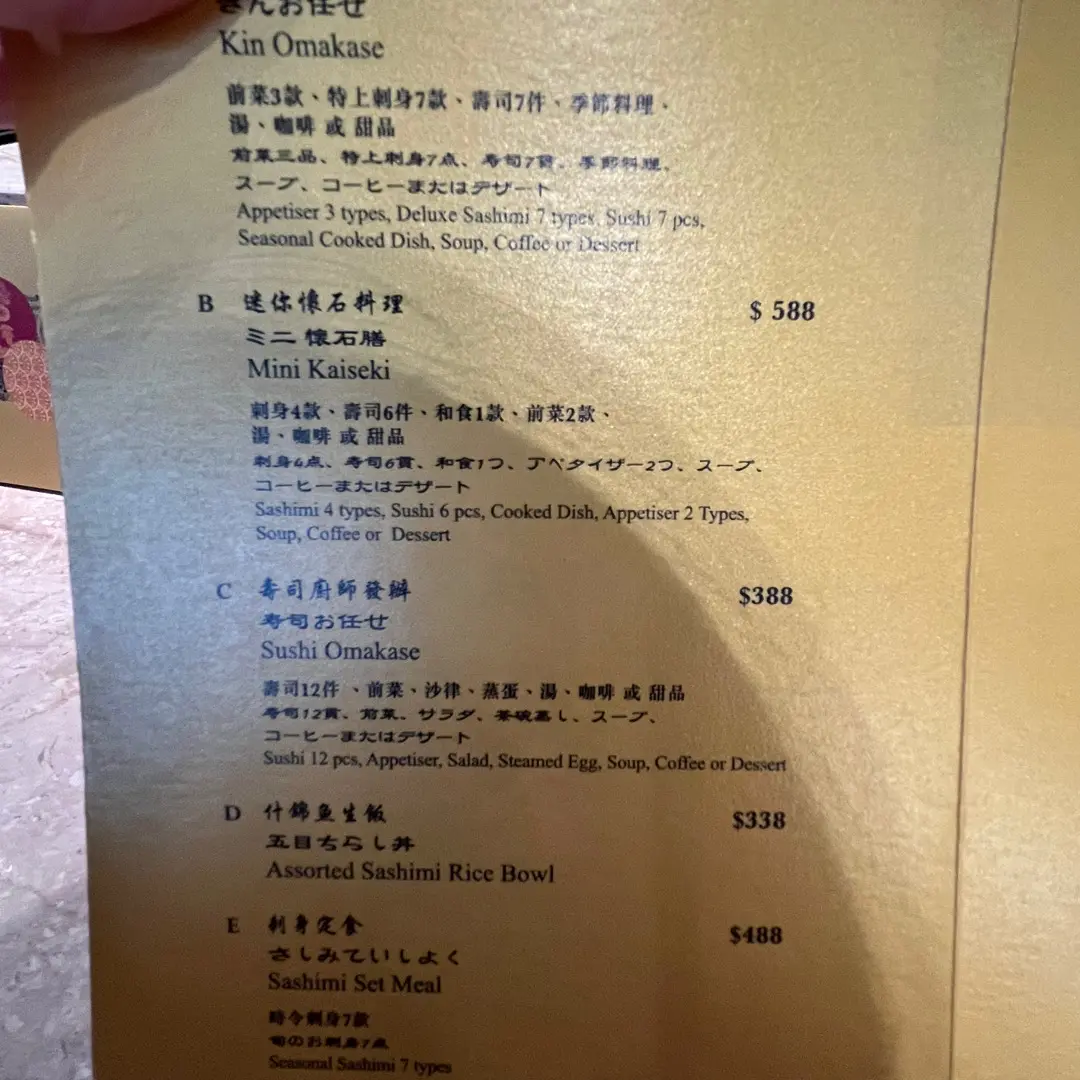 きんお任せ
Kin Omakase
前菜3款、特上刺身7款、壽司7件、季節料理、
湯、咖啡 或 甜品
前菜三品、特上刺身7点、寿司7貫、季節料理、
スープ、コーヒーまたはデザート
Appetiser 3 types, Deluxe Sashimi 7 types, Sushi 7 pcs,
Seasonal Cooked Dish, Soup, Coffee or Dessert
B 迷你懷石料理 $ 588
ミニ 懐石膳
Mini Kaiseki
刺身4款、壽司6件、和食1款、前菜2款、
湯、咖啡 或 甜品
刺身4点、寿司6貫、和食1つ、アペタイザー2つ、スープ、
コーヒーまたはデザート
Sashimi 4 types, Sushi 6 pcs, Cooked Dish, Appetiser 2 Types,
Soup, Coffee or Dessert
C 寿司廚師發辦 $388
寿司お任せ
Sushi Omakase
壽司12件 、前菜、沙律、蒸蛋、湯、咖啡 或 甜品
寿司12貫、前菜、サラダ、茶碗蒸し、スープ、
コーヒーまたはデザート
Sushi 12 pcs, Appetiser, Salad, Steamed Egg, Soup, Coffee or Dessert
D 什錦魚生飯 $338
五目ちらし丼
Assorted Sashimi Rice Bowl
E 刺身定食 $488
さしみていしょく
Sashimi Set Meal
時令刺身7款
旬のお刺身7点
Seasonal Sashimi 7 types